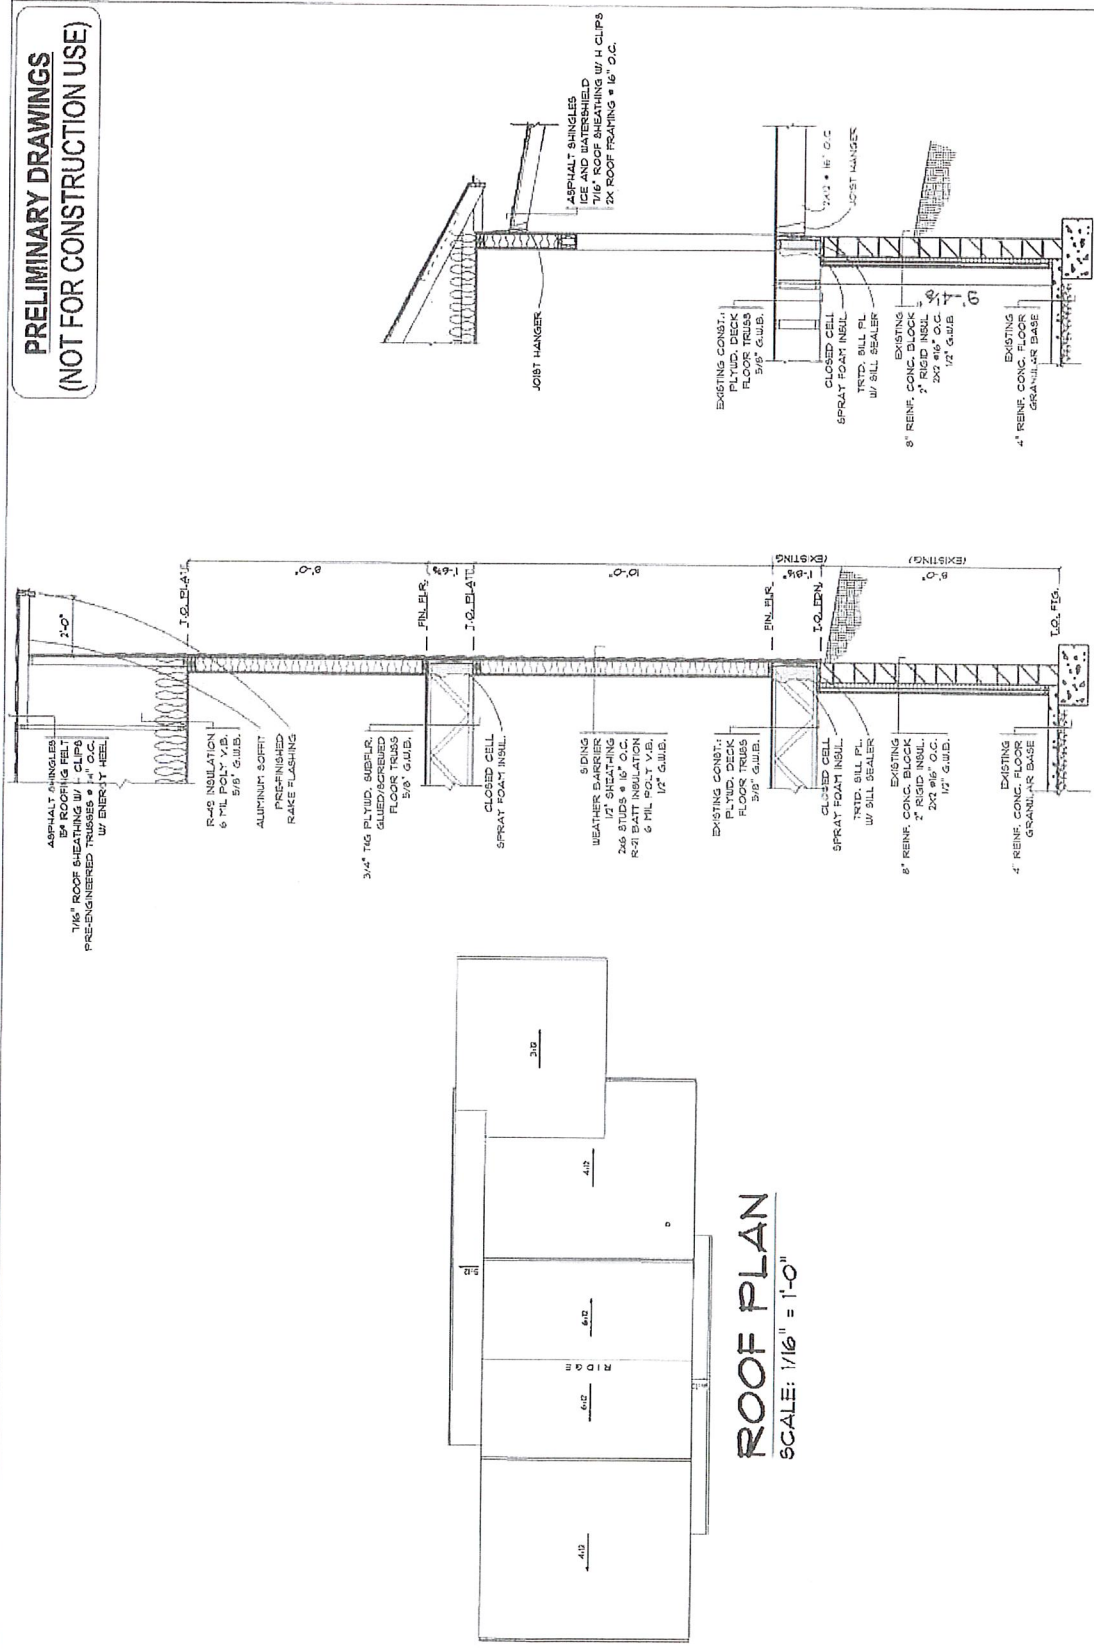 PRELIMINARY DRAWINGS
(NOT FOR CONSTRUCTION USE)
ASPHALT SHINGLES
15# ROOFING FELT
7/16" ROOF SHEATHING W/ CLIPS
PRE-ENGINEERED TRUSSES @ O.C.
W/ ENERGY HEEL
R-49 INSULATION
6 MIL POLY V.B.
5/8" G.W.B.
ALUMINUM SOFFIT
PRE-FINISHED
RAKE FLASHING
3/4" T&G PLYWD. SUBFLR.
GLUED/SCREWED
FLOOR TRUSS
5/8" G.W.B.
CLOSED CELL
SPRAY FOAM INSUL.
SIDING
WEATHER BARRIER
1/2" SHEATHING
2x6 STUDS @ 16" O.C.
R-21 BATT INSULATION
6 MIL POLY V.B.
1/2" G.W.B.
EXISTING CONST.:
PLYWD. DECK
FLOOR TRUSS
5/8" G.W.B.
CLOSED CELL
SPRAY FOAM INSUL.
TRTD. SILL PL.
W/ SILL SEALER
EXISTING
8" REINF. CONC. BLOCK
2" RIGID INSUL.
2X2 @16" O.C.
1/2" G.W.B.
EXISTING
4" REINF. CONC. FLOOR
GRANULAR BASE
2'-0"
T.O. PLATE
8'-0"
FIN. FLR.
T.O. PLATE
10'-0"
FIN. FLR.
(EXISTING)
T.O. FDN.
8'-0"
(EXISTING)
T.O. FTG.
ASPHALT SHINGLES
ICE AND WATERSHIELD
7/16" ROOF SHEATHING W/ H CLIPS
2X ROOF FRAMING @ 16" O.C.
JOIST HANGER
2X12 @ 16" O.C
JOIST HANGER
EXISTING CONST.:
PLYWD. DECK
FLOOR TRUSS
5/8" G.W.B.
CLOSED CELL
SPRAY FOAM INSUL.
TRTD. SILL PL.
W/ SILL SEALER
EXISTING
8" REINF. CONC. BLOCK
2" RIGID INSUL.
2X2 @16" O.C.
1/2" G.W.B
9'-4 1/8"
EXISTING
4" REINF. CONC. FLOOR
GRANULAR BASE
4:12
6:12
RIDGE
6:12
4:12
3:12
ROOF PLAN
SCALE: 1/16" = 1'-0"